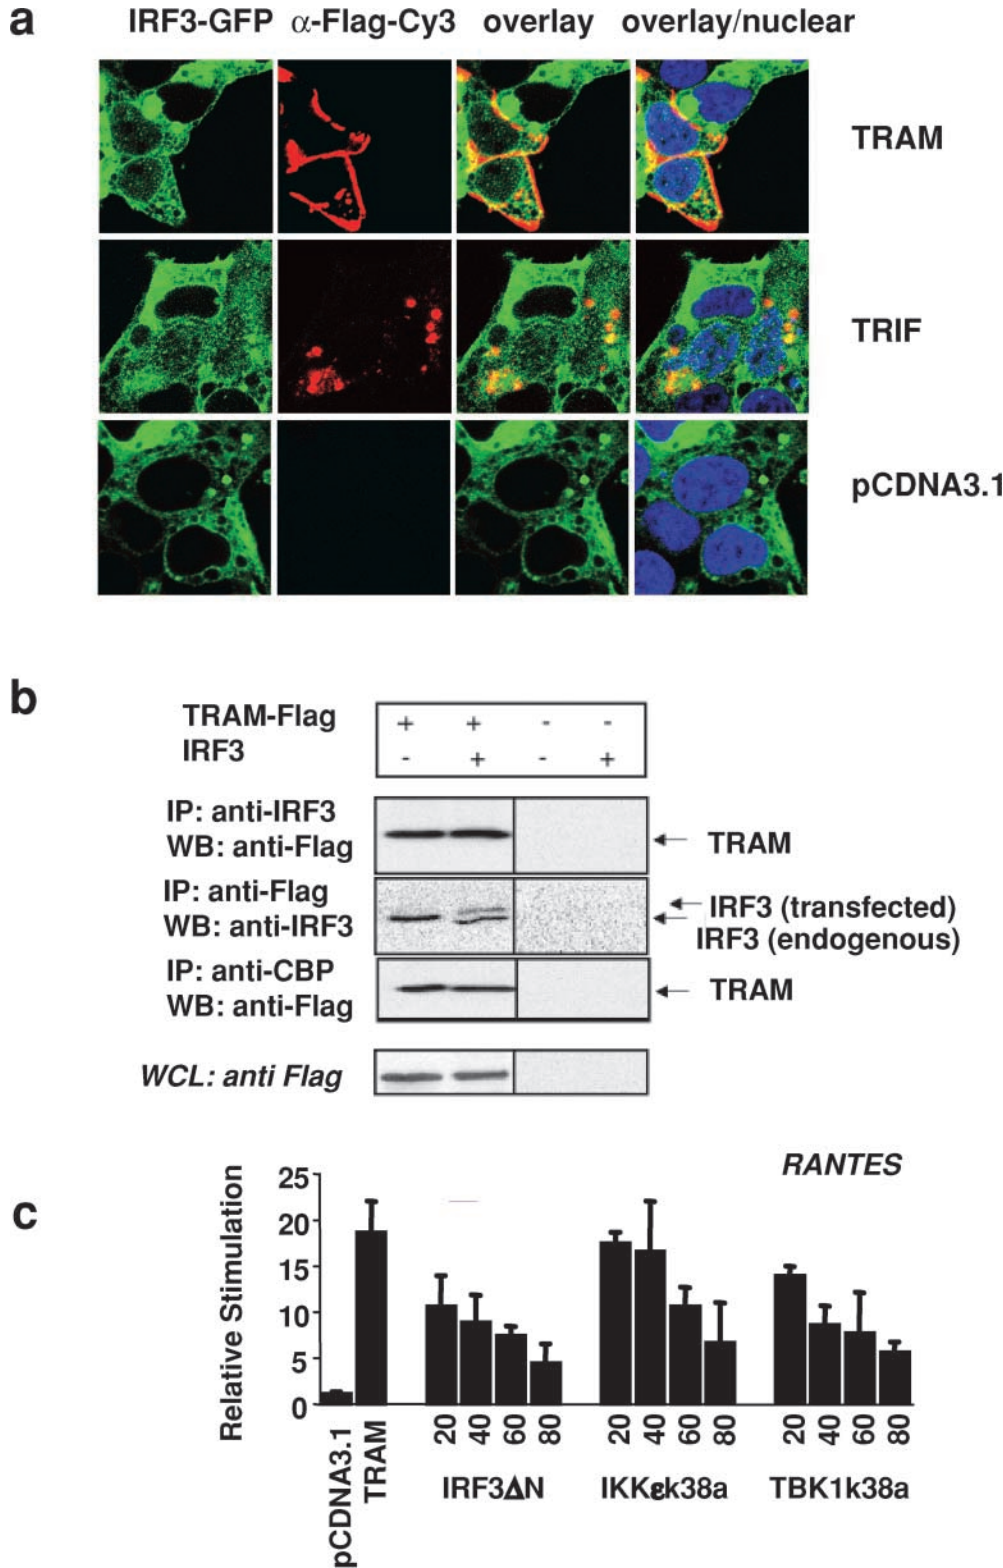 a
IRF3-GFP α-Flag-Cy3 overlay overlay/nuclear
TRAM
TRIF
pCDNA3.1
b
TRAM-Flag + + - -
IRF3 - + - +
IP: anti-IRF3
WB: anti-Flag
TRAM
IP: anti-Flag
WB: anti-IRF3
IRF3 (transfected)
IRF3 (endogenous)
IP: anti-CBP
WB: anti-Flag
TRAM
WCL: anti Flag
c
RANTES
Relative Stimulation
25
20
15
10
5
0
pCDNA3.1
TRAM
20 40 60 80
20 40 60 80
20 40 60 80
IRF3ΔN IKKεk38a TBK1k38a